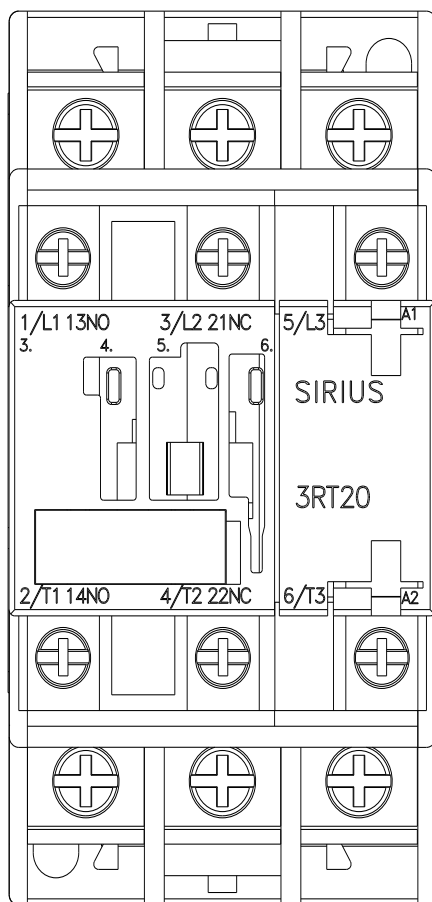 1/L1 13NO 3/L2 21NC 5/L3 A1
3. 4. 5. 6.
SIRIUS
3RT20
2/T1 14NO 4/T2 22NC 6/T3 A2